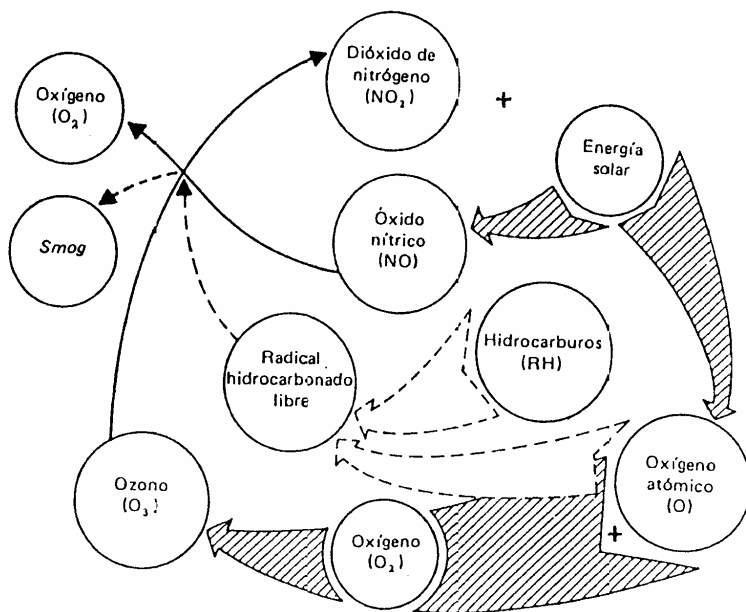 Dióxido de
nitrógeno
(NO₂)
+
Oxígeno
(O₂)
Energía
solar
Smog
Óxido
nítrico
(NO)
Hidrocarburos
(RH)
Radical
hidrocarbonado
libre
Ozono
(O₃)
Oxígeno
atómico
(O)
+
Oxígeno
(O₂)